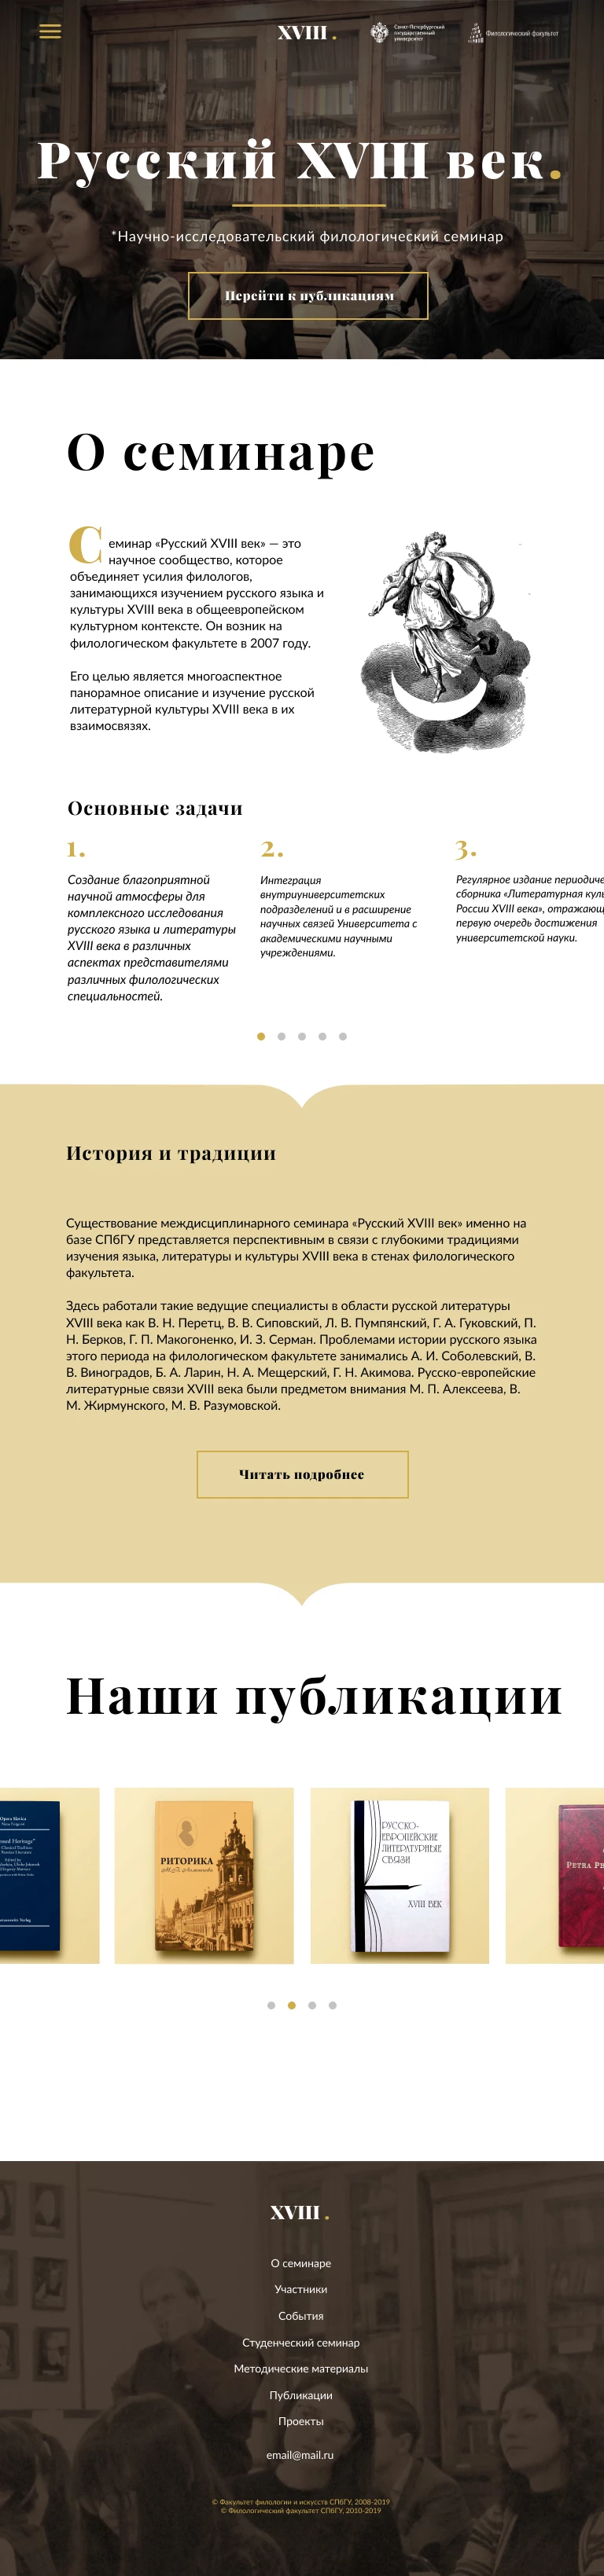 XVIII.
Санкт-Петербургский
государственный
университет
Филологический факультет
Русский XVIII век.
*Научно-исследовательский филологический семинар
Перейти к публикациям
О семинаре
Семинар «Русский XVIII век» — это
научное сообщество, которое
объединяет усилия филологов,
занимающихся изучением русского языка и
культуры XVIII века в общеевропейском
культурном контексте. Он возник на
филологическом факультете в 2007 году.
Его целью является многоаспектное
панорамное описание и изучение русской
литературной культуры XVIII века в их
взаимосвязях.
Основные задачи
1.
Создание благоприятной
научной атмосферы для
комплексного исследования
русского языка и литературы
XVIII века в различных
аспектах представителями
различных филологических
специальностей.
2.
Интеграция
внутриуниверситетских
подразделений и в расширение
научных связей Университета с
академическими научными
учреждениями.
3.
Регулярное издание периодиче
сборника «Литературная куль
России XVIII века», отражающ
первую очередь достижения
университетской науки.
История и традиции
Существование междисциплинарного семинара «Русский XVIII век» именно на
базе СПбГУ представляется перспективным в связи с глубокими традициями
изучения языка, литературы и культуры XVIII века в стенах филологического
факультета.
Здесь работали такие ведущие специалисты в области русской литературы
XVIII века как В. Н. Перетц, В. В. Сиповский, Л. В. Пумпянский, Г. А. Гуковский, П.
Н. Берков, Г. П. Макогоненко, И. З. Серман. Проблемами истории русского языка
этого периода на филологическом факультете занимались А. И. Соболевский, В.
В. Виноградов, Б. А. Ларин, Н. А. Мещерский, Г. Н. Акимова. Русско-европейские
литературные связи XVIII века были предметом внимания М. П. Алексеева, В.
М. Жирмунского, М. В. Разумовской.
Читать подробнее
Наши публикации
РИТОРИКА
РУССКО-
ЕВРОПЕЙСКИЕ
ЛИТЕРАТУРНЫЕ
СВЯЗИ
XVIII ВЕК
PETRA PH
XVIII.
О семинаре
Участники
События
Студенческий семинар
Методические материалы
Публикации
Проекты
email@mail.ru
© Факультет филологии и искусств СПбГУ, 2008-2019
© Филологический факультет СПбГУ, 2010-2019